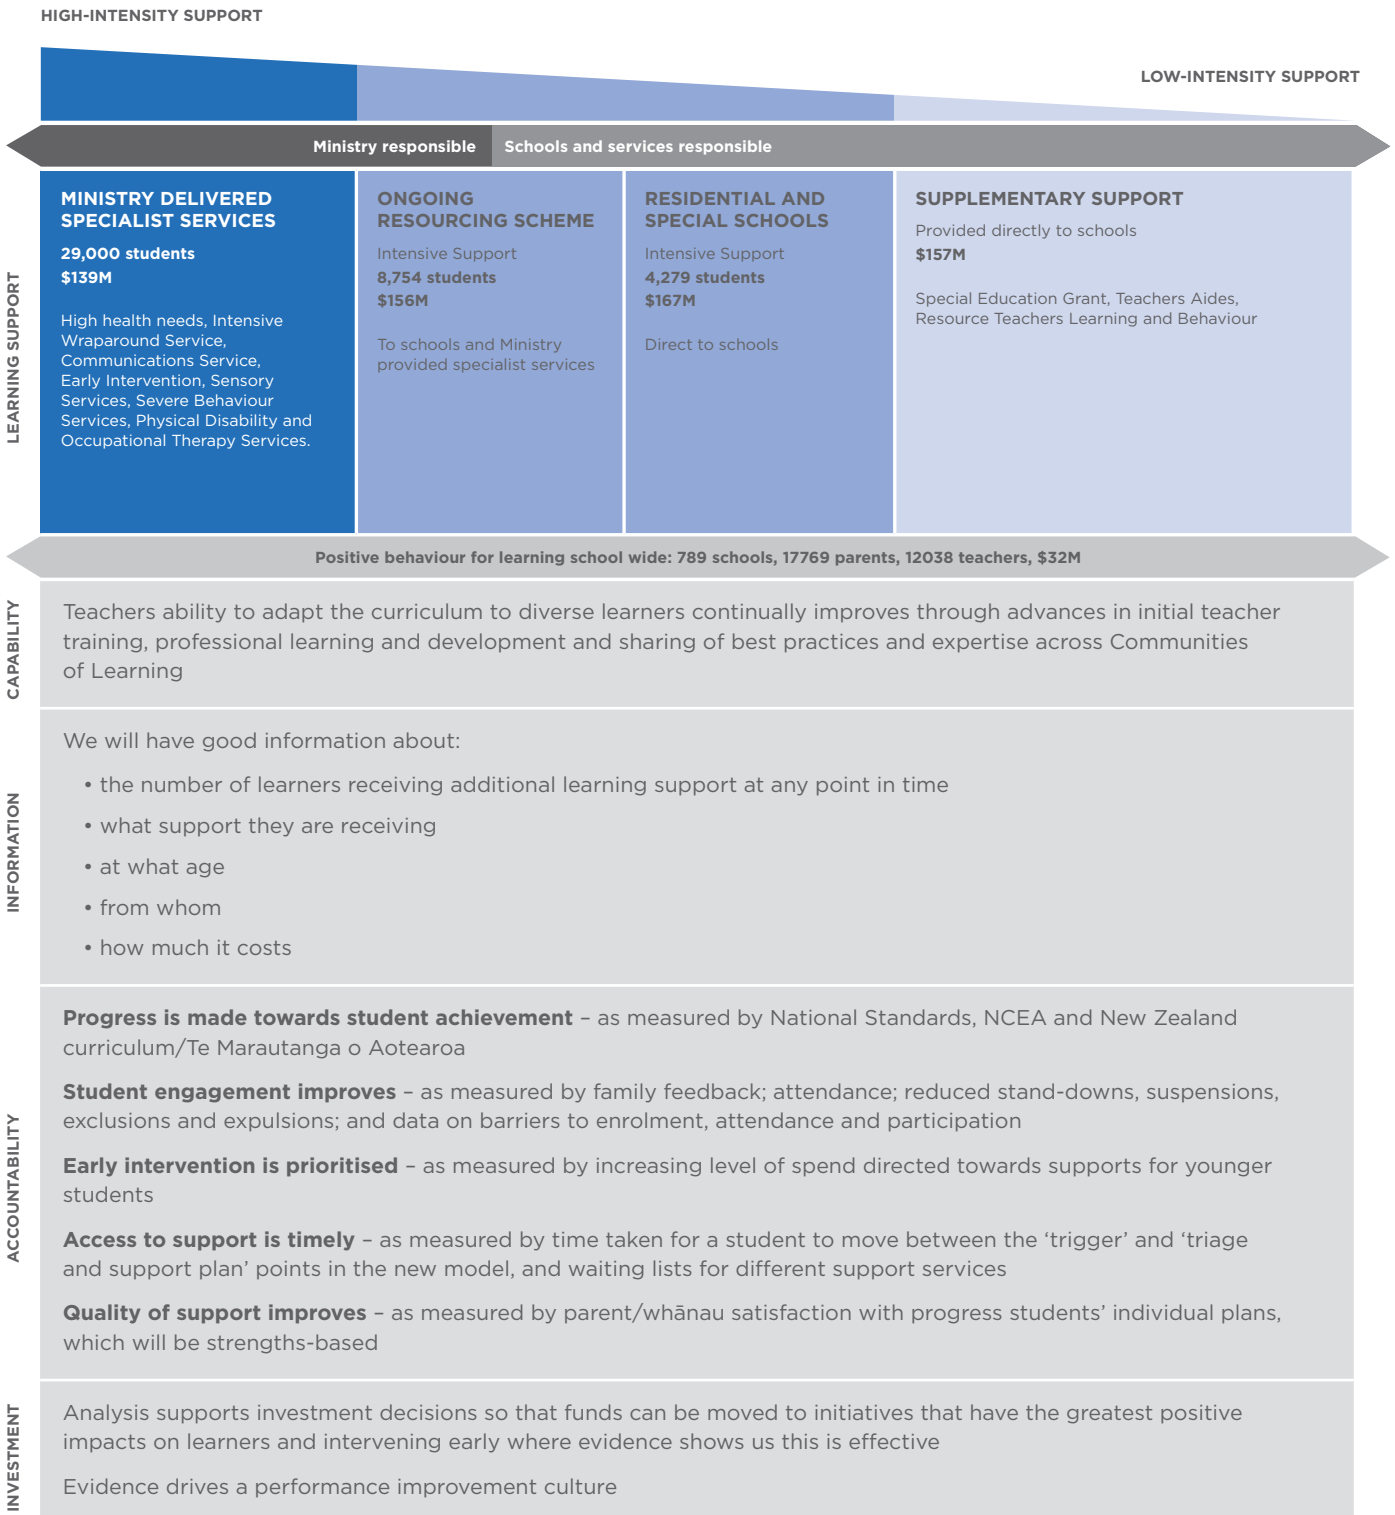 HIGH-INTENSITY SUPPORT
LOW-INTENSITY SUPPORT
Ministry responsible
Schools and services responsible
LEARNING SUPPORT
MINISTRY DELIVERED
SPECIALIST SERVICES
29,000 students
$139M
High health needs, Intensive
Wraparound Service,
Communications Service,
Early Intervention, Sensory
Services, Severe Behaviour
Services, Physical Disability and
Occupational Therapy Services.
ONGOING
RESOURCING SCHEME
Intensive Support
8,754 students
$156M
To schools and Ministry
provided specialist services
RESIDENTIAL AND
SPECIAL SCHOOLS
Intensive Support
4,279 students
$167M
Direct to schools
SUPPLEMENTARY SUPPORT
Provided directly to schools
$157M
Special Education Grant, Teachers Aides,
Resource Teachers Learning and Behaviour
Positive behaviour for learning school wide: 789 schools, 17769 parents, 12038 teachers, $32M
CAPABILITY
Teachers ability to adapt the curriculum to diverse learners continually improves through advances in initial teacher
training, professional learning and development and sharing of best practices and expertise across Communities
of Learning
INFORMATION
We will have good information about:
• the number of learners receiving additional learning support at any point in time
• what support they are receiving
• at what age
• from whom
• how much it costs
ACCOUNTABILITY
Progress is made towards student achievement – as measured by National Standards, NCEA and New Zealand
curriculum/Te Marautanga o Aotearoa
Student engagement improves – as measured by family feedback; attendance; reduced stand-downs, suspensions,
exclusions and expulsions; and data on barriers to enrolment, attendance and participation
Early intervention is prioritised – as measured by increasing level of spend directed towards supports for younger
students
Access to support is timely – as measured by time taken for a student to move between the ‘trigger’ and ‘triage
and support plan’ points in the new model, and waiting lists for different support services
Quality of support improves – as measured by parent/whānau satisfaction with progress students’ individual plans,
which will be strengths-based
INVESTMENT
Analysis supports investment decisions so that funds can be moved to initiatives that have the greatest positive
impacts on learners and intervening early where evidence shows us this is effective
Evidence drives a performance improvement culture